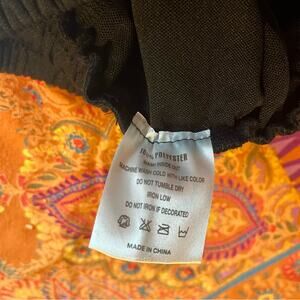 100% POLYESTER
WASH INSIDE OUT
MACHINE WASH COLD WITH LIKE COLOR
DO NOT TUMBLE DRY
IRON LOW
DO NOT IRON IF DECORATED
MADE IN CHINA